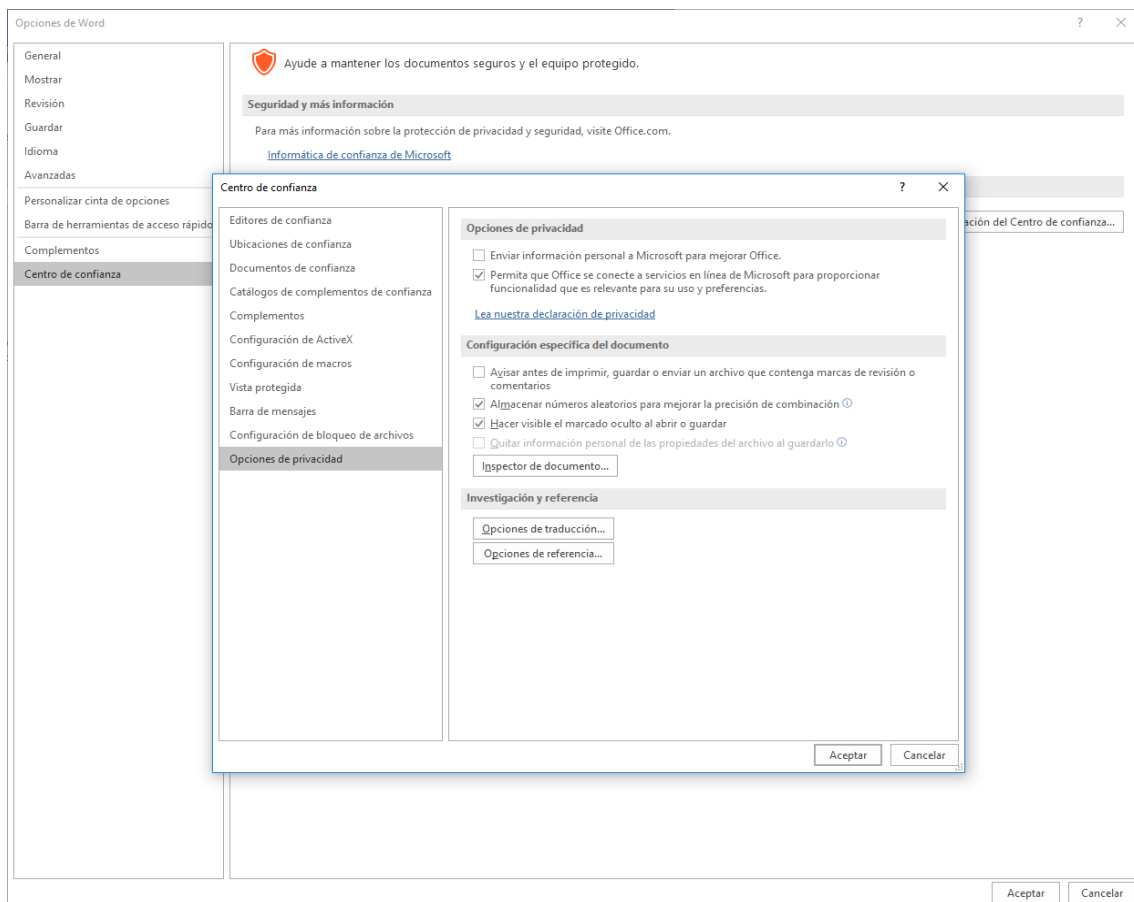 Opciones de Word
?
General
Mostrar
Revisión
Guardar
Idioma
Avanzadas
Personalizar cinta de opciones
Barra de herramientas de acceso rápido
Complementos
Centro de confianza
Ayude a mantener los documentos seguros y el equipo protegido.
Seguridad y más información
Para más información sobre la protección de privacidad y seguridad, visite Office.com.
Informática de confianza de Microsoft
ación del Centro de confianza...
Centro de confianza
?
Editores de confianza
Ubicaciones de confianza
Documentos de confianza
Catálogos de complementos de confianza
Complementos
Configuración de ActiveX
Configuración de macros
Vista protegida
Barra de mensajes
Configuración de bloqueo de archivos
Opciones de privacidad
Opciones de privacidad
Enviar información personal a Microsoft para mejorar Office.
Permita que Office se conecte a servicios en línea de Microsoft para proporcionar
funcionalidad que es relevante para su uso y preferencias.
Lea nuestra declaración de privacidad
Configuración específica del documento
Avisar antes de imprimir, guardar o enviar un archivo que contenga marcas de revisión o
comentarios
Almacenar números aleatorios para mejorar la precisión de combinación
Hacer visible el marcado oculto al abrir o guardar
Quitar información personal de las propiedades del archivo al guardarlo
Inspector de documento...
Investigación y referencia
Opciones de traducción...
Opciones de referencia...
Aceptar
Cancelar
Aceptar
Cancelar